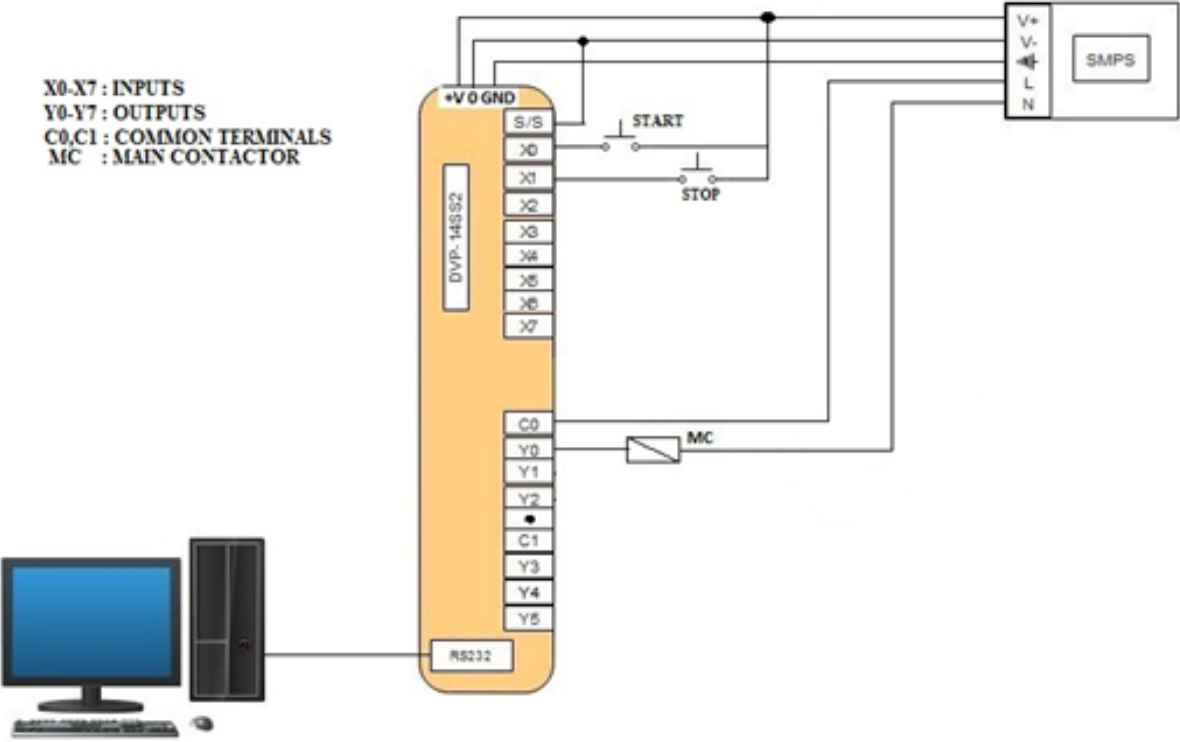 X0-X7 : INPUTS
Y0-Y7 : OUTPUTS
C0,C1 : COMMON TERMINALS
MC : MAIN CONTACTOR
+V 0 GND
S/S
X0
X1
X2
X3
X4
X5
X6
X7
DVP-14SS2
START
STOP
V+
V-
L
N
SMPS
C0
Y0
Y1
Y2
C1
Y3
Y4
Y5
MC
RS232